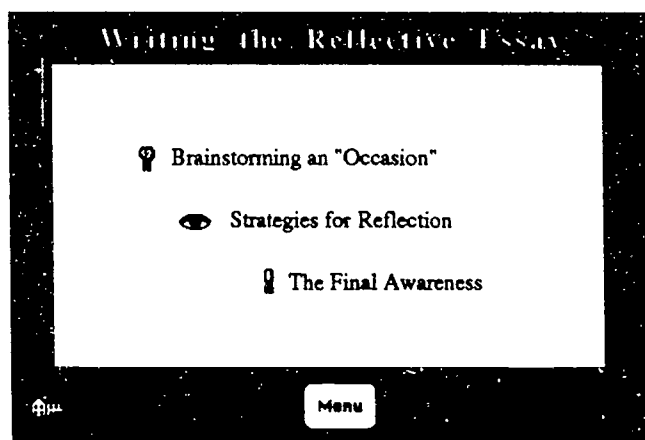 Writing the Reflective Essay
Brainstorming an "Occasion"
Strategies for Reflection
The Final Awareness
Menu